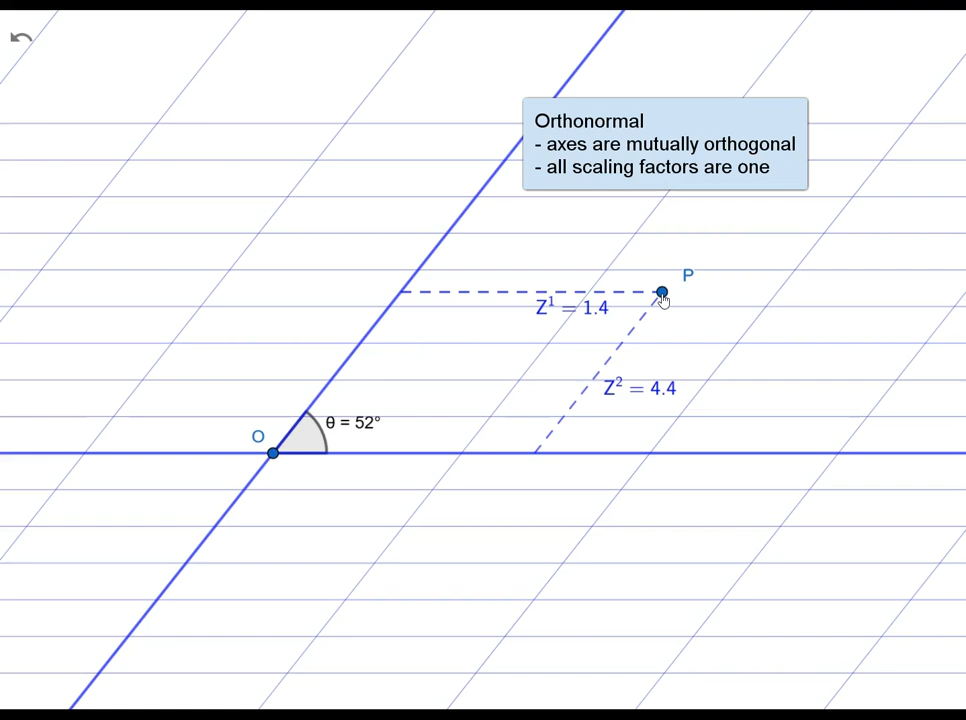 Orthonormal
- axes are mutually orthogonal
- all scaling factors are one
P
Z¹ = 1.4
Z² = 4.4
θ = 52°
O